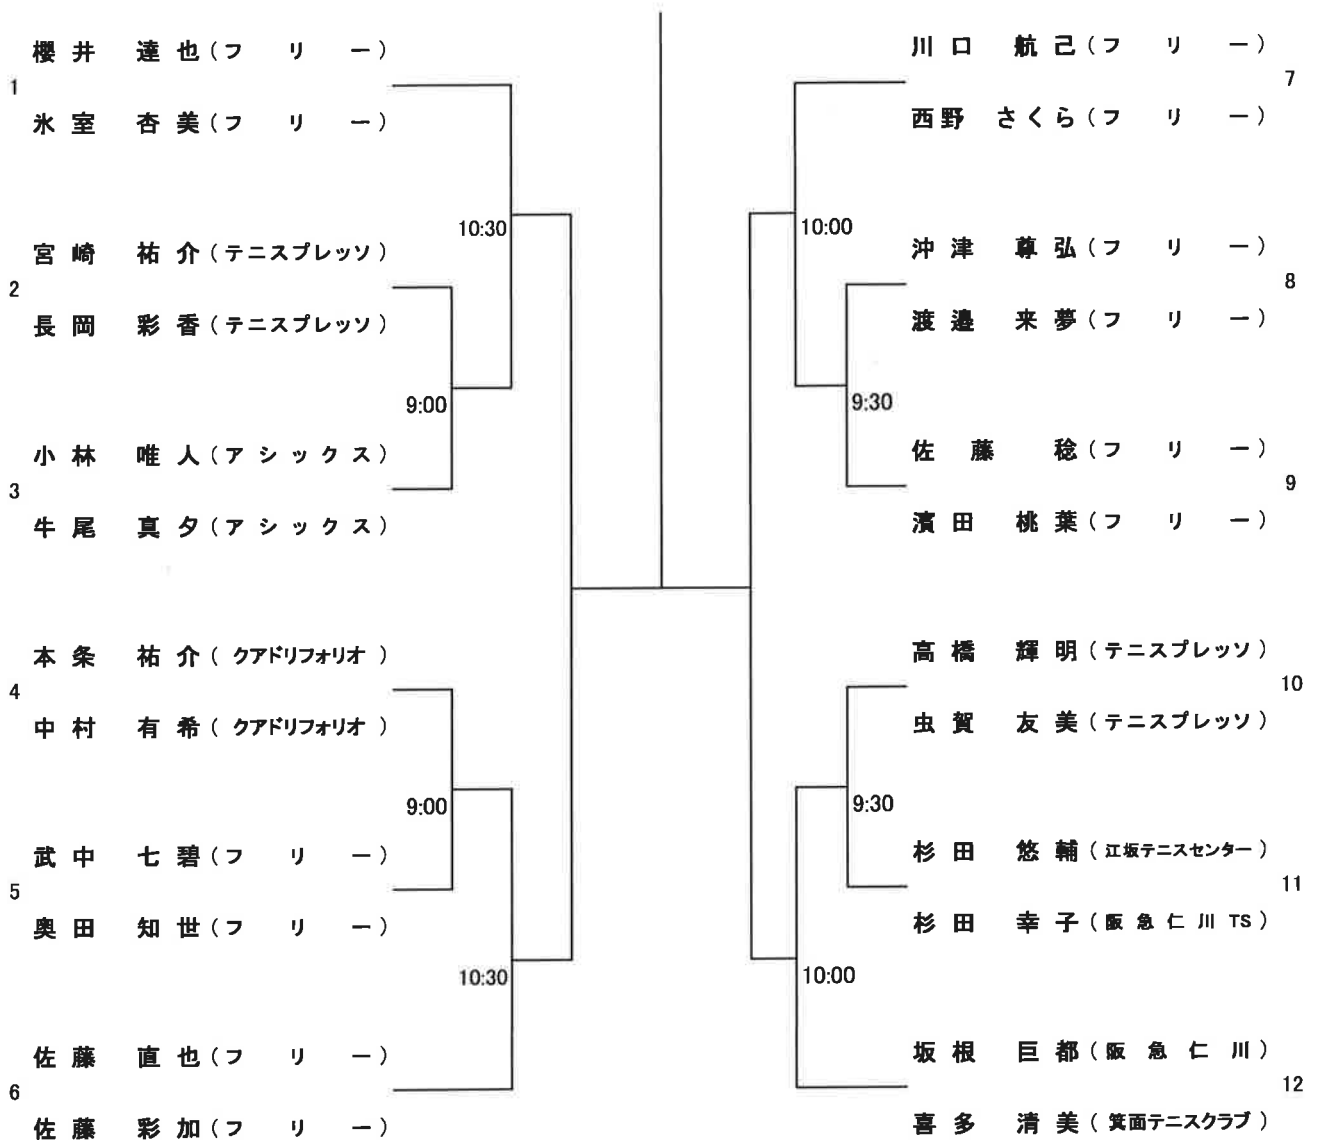 櫻井 達也(フリー)
1
氷室 杏美(フリー)
10:30
宮崎 祐介(テニスプレッソ)
2
長岡 彩香(テニスプレッソ)
9:00
小林 唯人(アシックス)
3
牛尾 真夕(アシックス)
本条 祐介(クアドリフォリオ)
4
中村 有希(クアドリフォリオ)
9:00
武中 七碧(フリー)
5
奥田 知世(フリー)
10:30
佐藤 直也(フリー)
6
佐藤 彩加(フリー)
川口 航己(フリー)
7
西野 さくら(フリー)
10:00
沖津 尊弘(フリー)
8
渡邉 来夢(フリー)
9:30
佐藤 稔(フリー)
9
濱田 桃葉(フリー)
高橋 輝明(テニスプレッソ)
10
虫賀 友美(テニスプレッソ)
9:30
杉田 悠輔(江坂テニスセンター)
11
杉田 幸子(阪急仁川TS)
10:00
坂根 巨都(阪急仁川)
12
喜多 清美(箕面テニスクラブ)